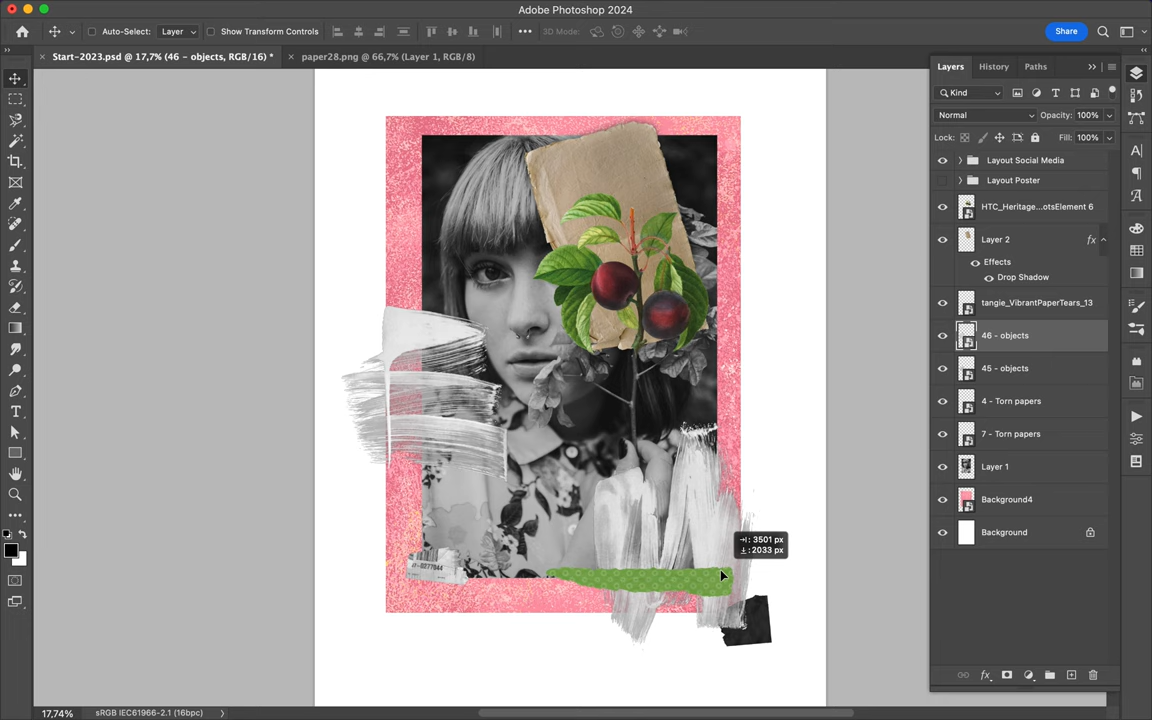 Adobe Photoshop 2024
Auto-Select: Layer Show Transform Controls 3D Mode: Share
Start-2023.psd @ 17,7% (46 - objects, RGB/16) * paper28.png @ 66,7% (Layer 1, RGB/8)
Layers History Paths
Kind
Normal Opacity: 100%
Lock: Fill: 100%
Layout Social Media
Layout Poster
HTC_Heritage...otsElement 6
Layer 2 fx
Effects
Drop Shadow
tangie_VibrantPaperTears_13
46 - objects
45 - objects
4 - Torn papers
7 - Torn papers
Layer 1
Background4
Background
: 3501 px
: 2033 px
17,74% sRGB IEC61966-2.1 (16bpc)